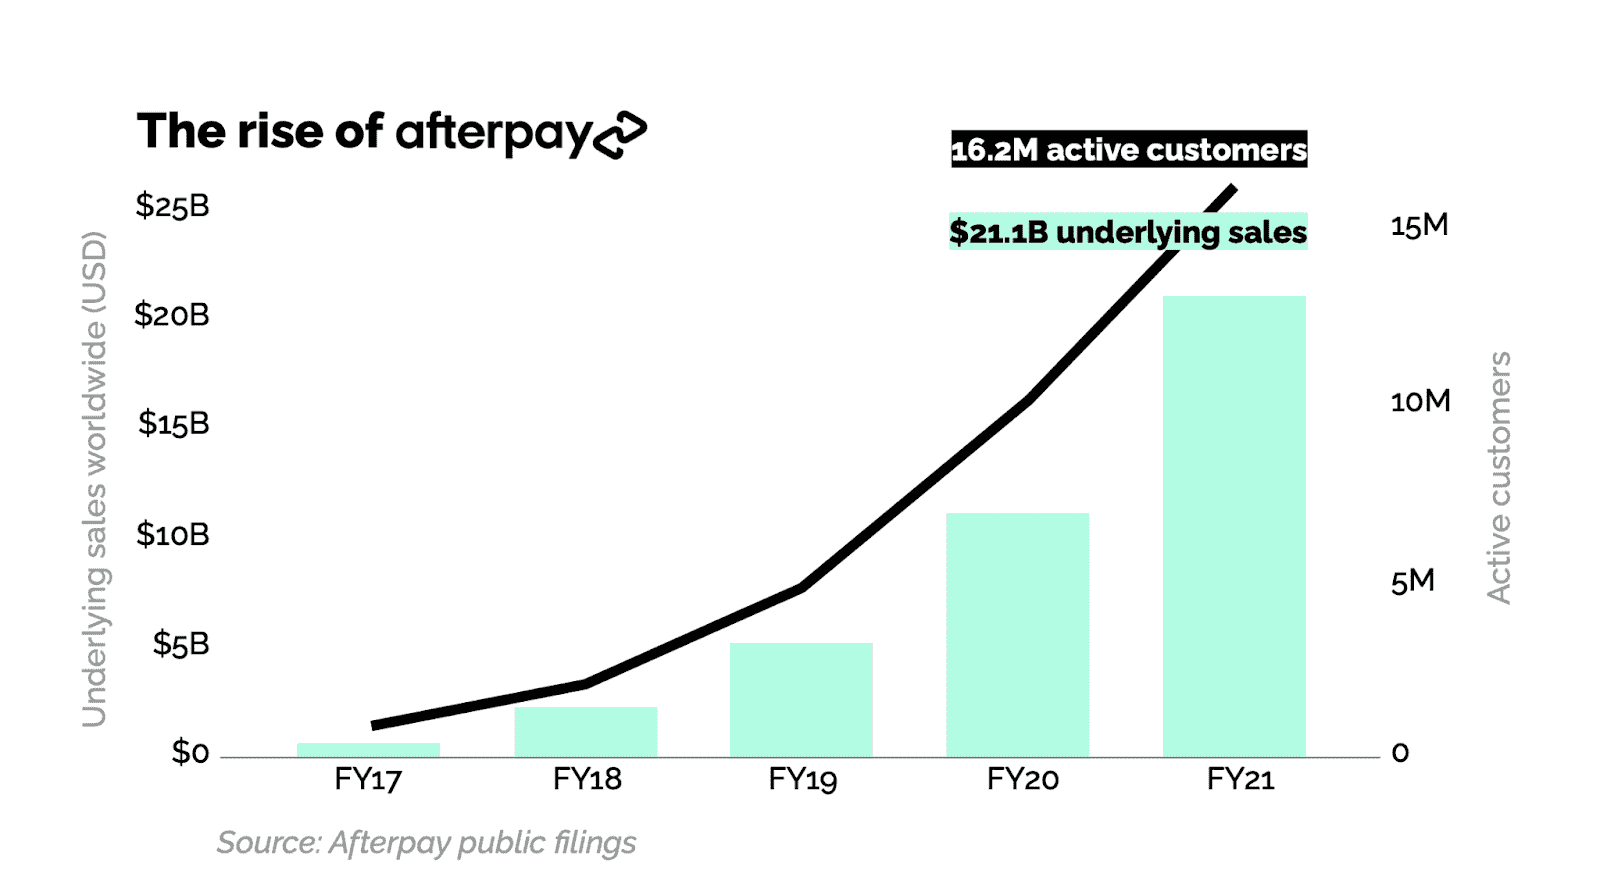 The rise of afterpay
16.2M active customers
$21.1B underlying sales
Underlying sales worldwide (USD)
$25B
$20B
$15B
$10B
$5B
$0
15M
10M
5M
0
Active customers
FY17 FY18 FY19 FY20 FY21
Source: Afterpay public filings